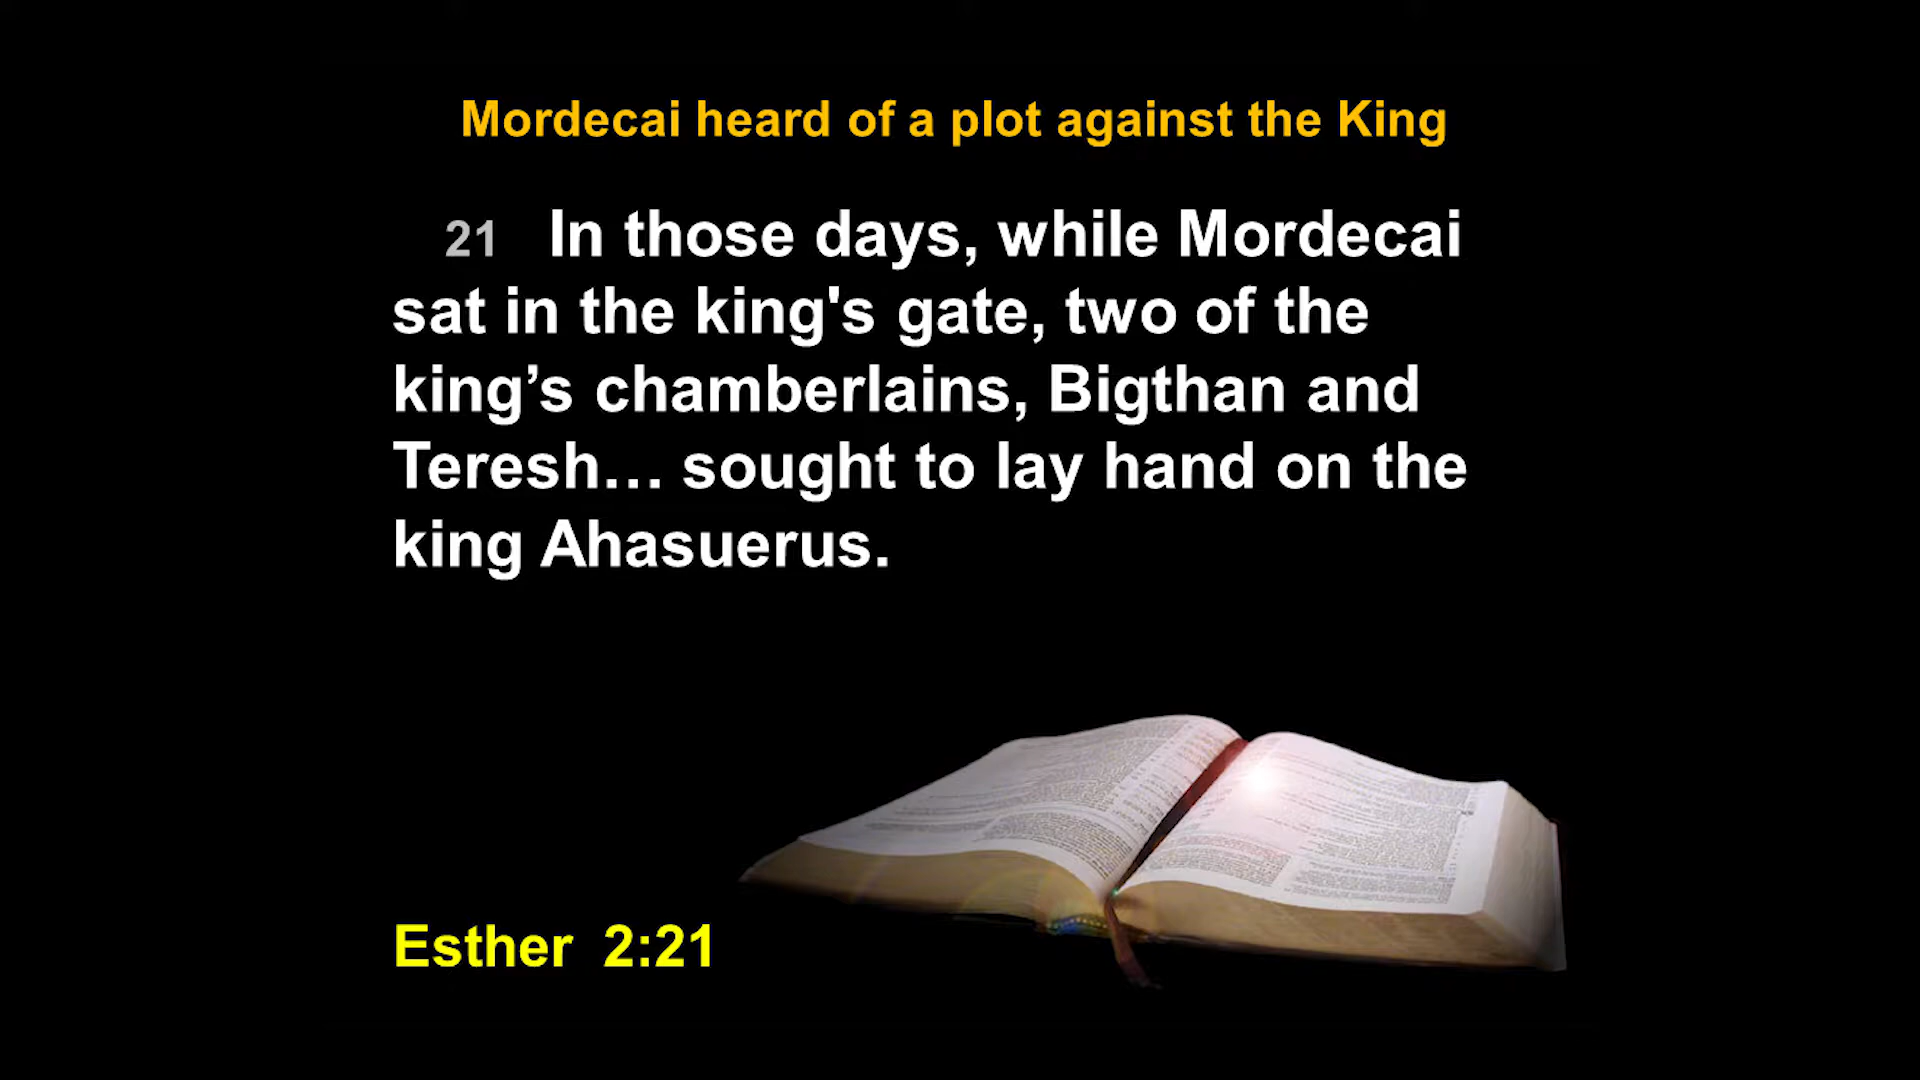 Mordecai heard of a plot against the King
21 In those days, while Mordecai
sat in the king's gate, two of the
king’s chamberlains, Bigthan and
Teresh… sought to lay hand on the
king Ahasuerus.
Esther 2:21